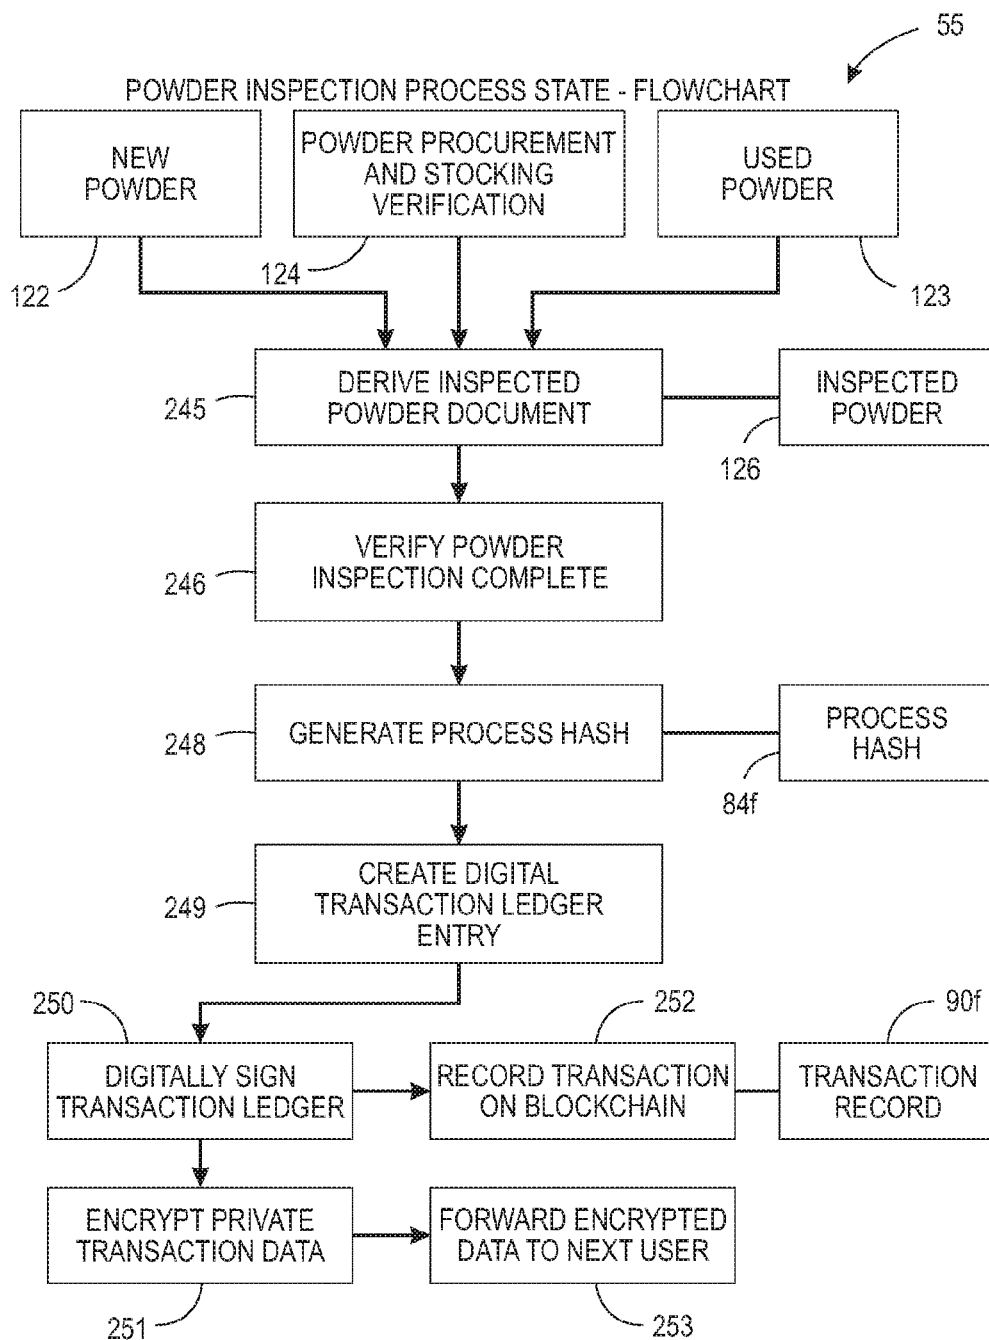 55
POWDER INSPECTION PROCESS STATE - FLOWCHART
NEW
POWDER
POWDER PROCUREMENT
AND STOCKING
VERIFICATION
USED
POWDER
122
124
123
DERIVE INSPECTED
POWDER DOCUMENT
INSPECTED
POWDER
245
126
VERIFY POWDER
INSPECTION COMPLETE
246
GENERATE PROCESS HASH
PROCESS
HASH
248
84f
CREATE DIGITAL
TRANSACTION LEDGER
ENTRY
249
250
252
90f
DIGITALLY SIGN
TRANSACTION LEDGER
RECORD TRANSACTION
ON BLOCKCHAIN
TRANSACTION
RECORD
ENCRYPT PRIVATE
TRANSACTION DATA
FORWARD ENCRYPTED
DATA TO NEXT USER
251
253